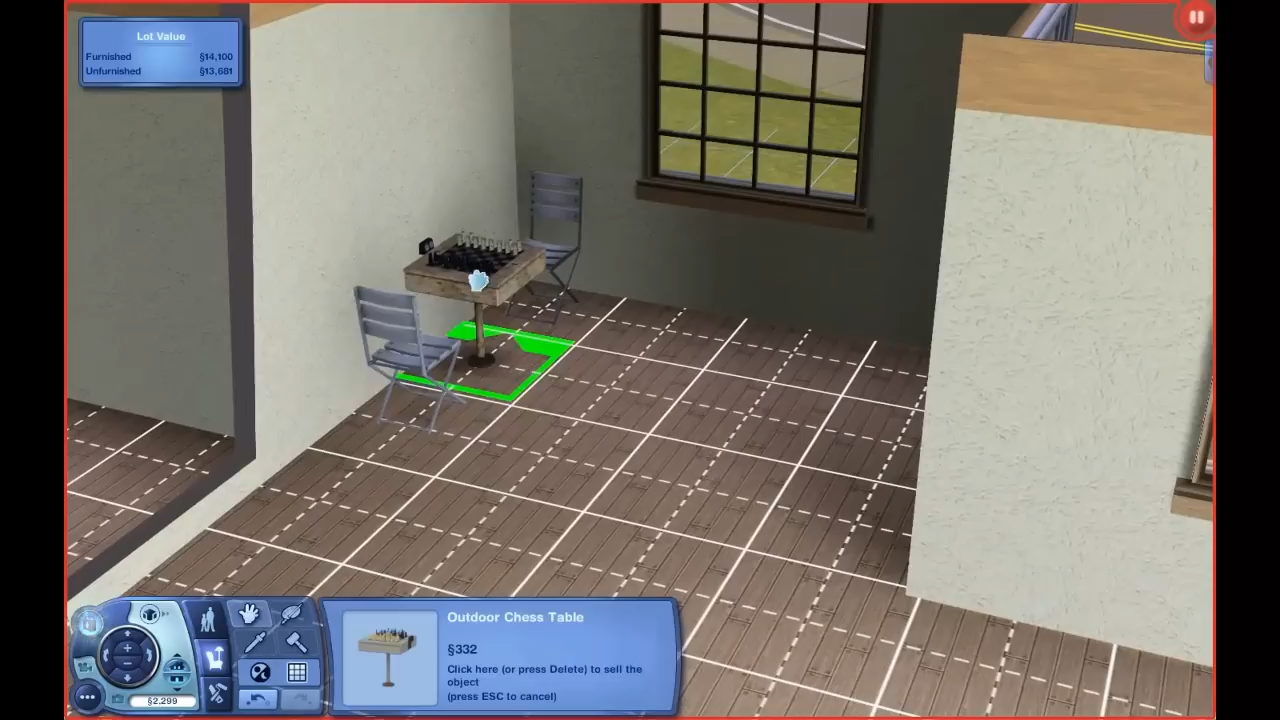 Lot Value
Furnished §14,100
Unfurnished §13,681
Outdoor Chess Table
§332
Click here (or press Delete) to sell the
object
(press ESC to cancel)
§2,299